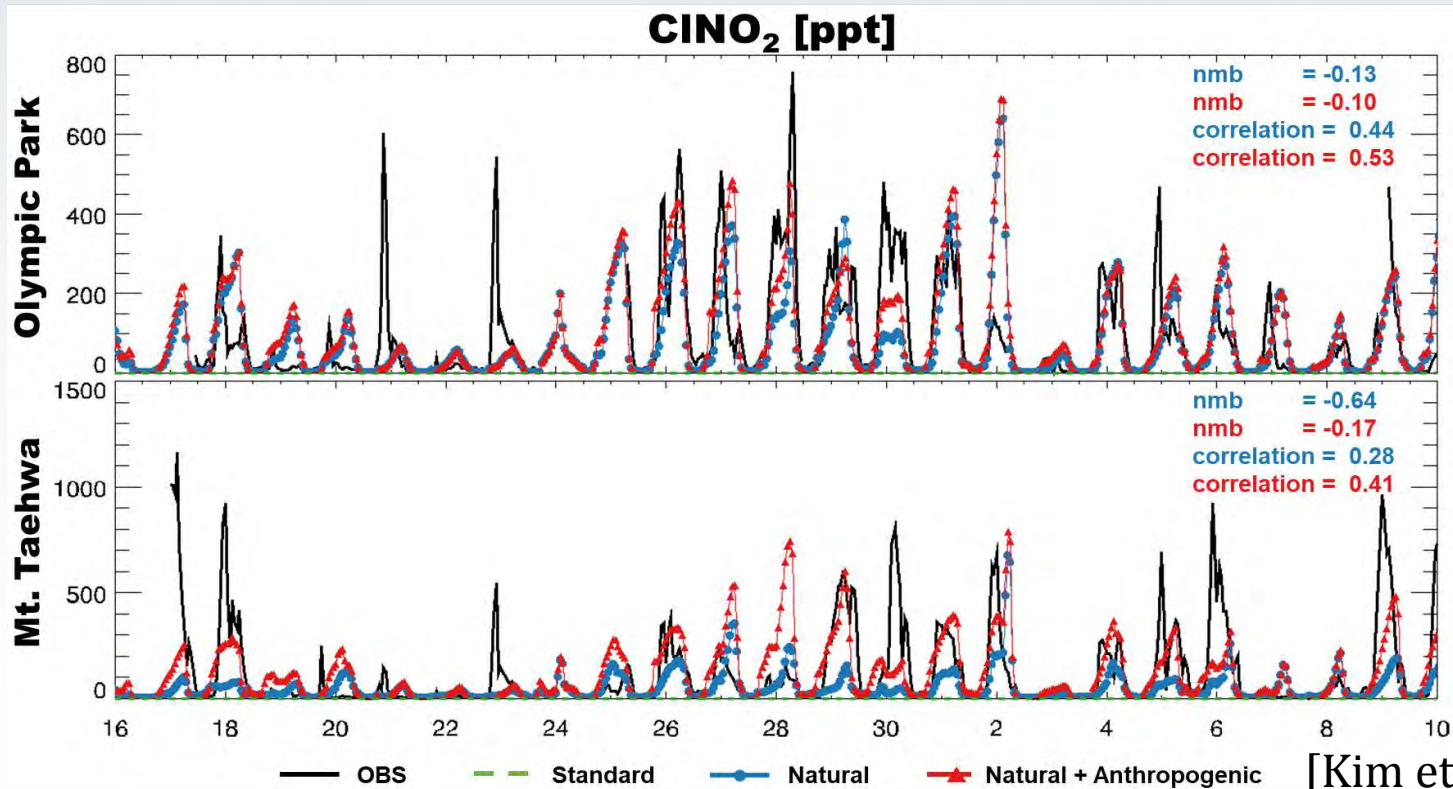 ClNO2 [ppt]
Olympic Park
800
600
400
200
0
nmb = -0.13
nmb = -0.10
correlation = 0.44
correlation = 0.53
Mt. Taehwa
1500
1000
500
0
nmb = -0.64
nmb = -0.17
correlation = 0.28
correlation = 0.41
16 18 20 22 24 26 28 30 2 4 6 8 10
OBS Standard Natural Natural + Anthropogenic [Kim et